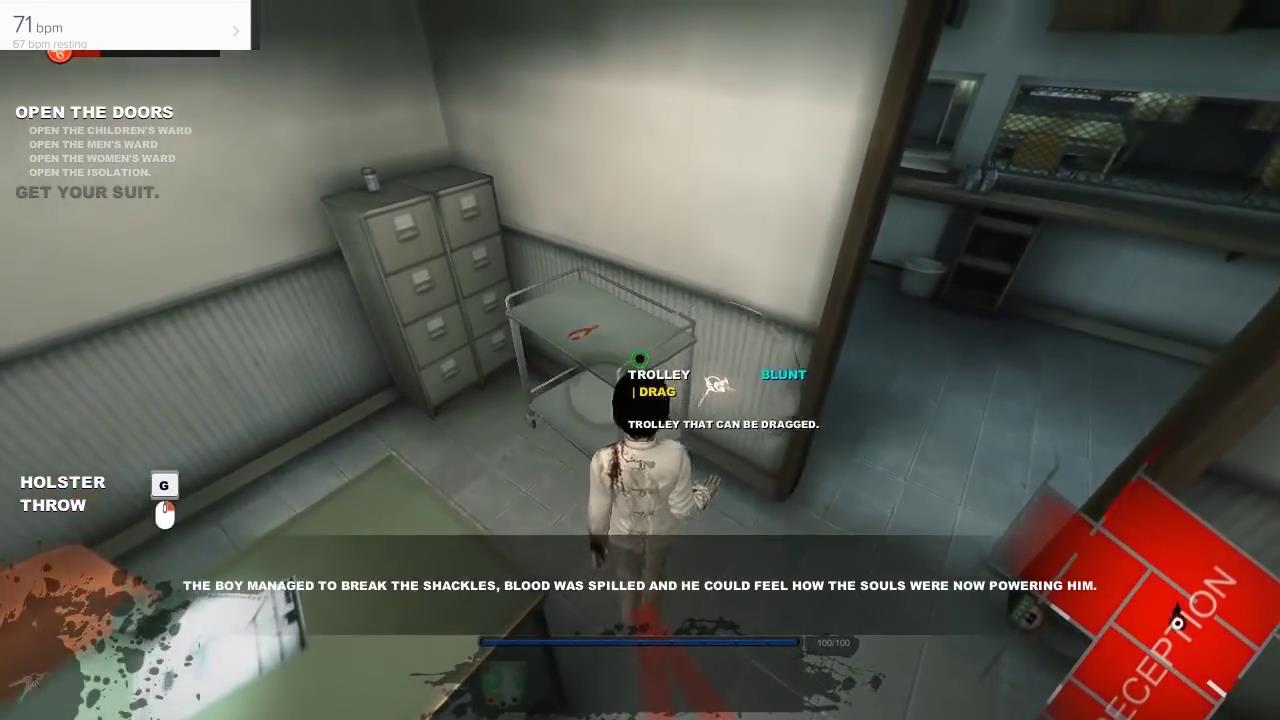 71 bpm
67 bpm resting
OPEN THE DOORS
OPEN THE CHILDREN'S WARD
OPEN THE MEN'S WARD
OPEN THE WOMEN'S WARD
OPEN THE ISOLATION.
GET YOUR SUIT.
TROLLEY
BLUNT
| DRAG
TROLLEY THAT CAN BE DRAGGED.
HOLSTER
G
THROW
THE BOY MANAGED TO BREAK THE SHACKLES, BLOOD WAS SPILLED AND HE COULD FEEL HOW THE SOULS WERE NOW POWERING HIM.
100/100
ECEPTION